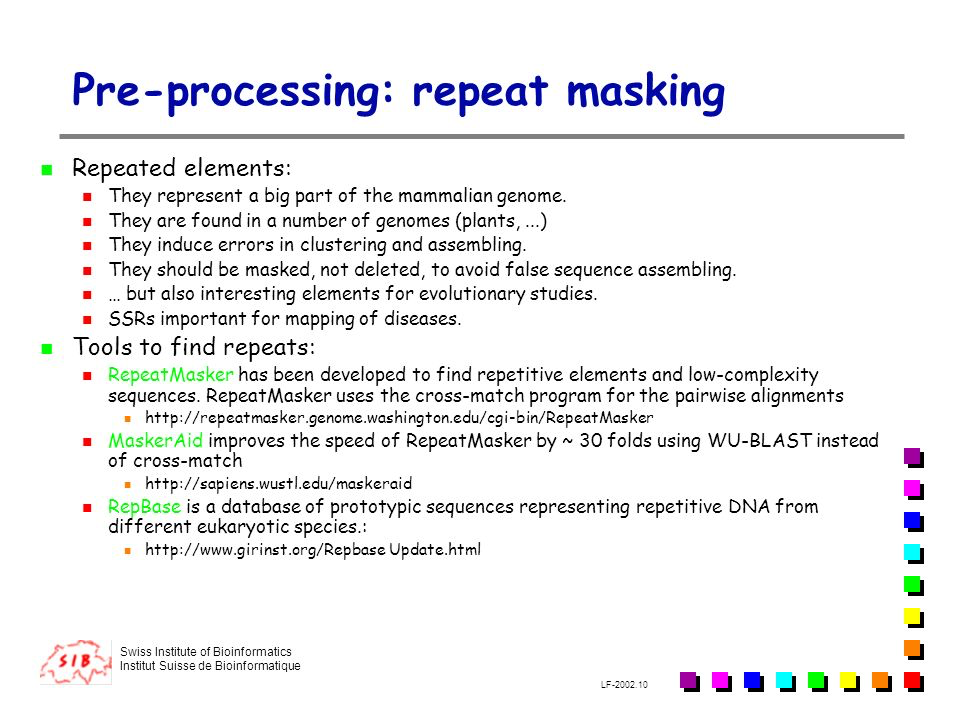 Pre-processing: repeat masking
Repeated elements:
They represent a big part of the mammalian genome.
They are found in a number of genomes (plants, ...)
They induce errors in clustering and assembling.
They should be masked, not deleted, to avoid false sequence assembling.
… but also interesting elements for evolutionary studies.
SSRs important for mapping of diseases.
Tools to find repeats:
RepeatMasker has been developed to find repetitive elements and low-complexity
sequences. RepeatMasker uses the cross-match program for the pairwise alignments
http://repeatmasker.genome.washington.edu/cgi-bin/RepeatMasker
MaskerAid improves the speed of RepeatMasker by ~ 30 folds using WU-BLAST instead
of cross-match
http://sapiens.wustl.edu/maskeraid
RepBase is a database of prototypic sequences representing repetitive DNA from
different eukaryotic species.:
http://www.girinst.org/Repbase Update.html
SIB
Swiss Institute of Bioinformatics
Institut Suisse de Bioinformatique
LF-2002.10